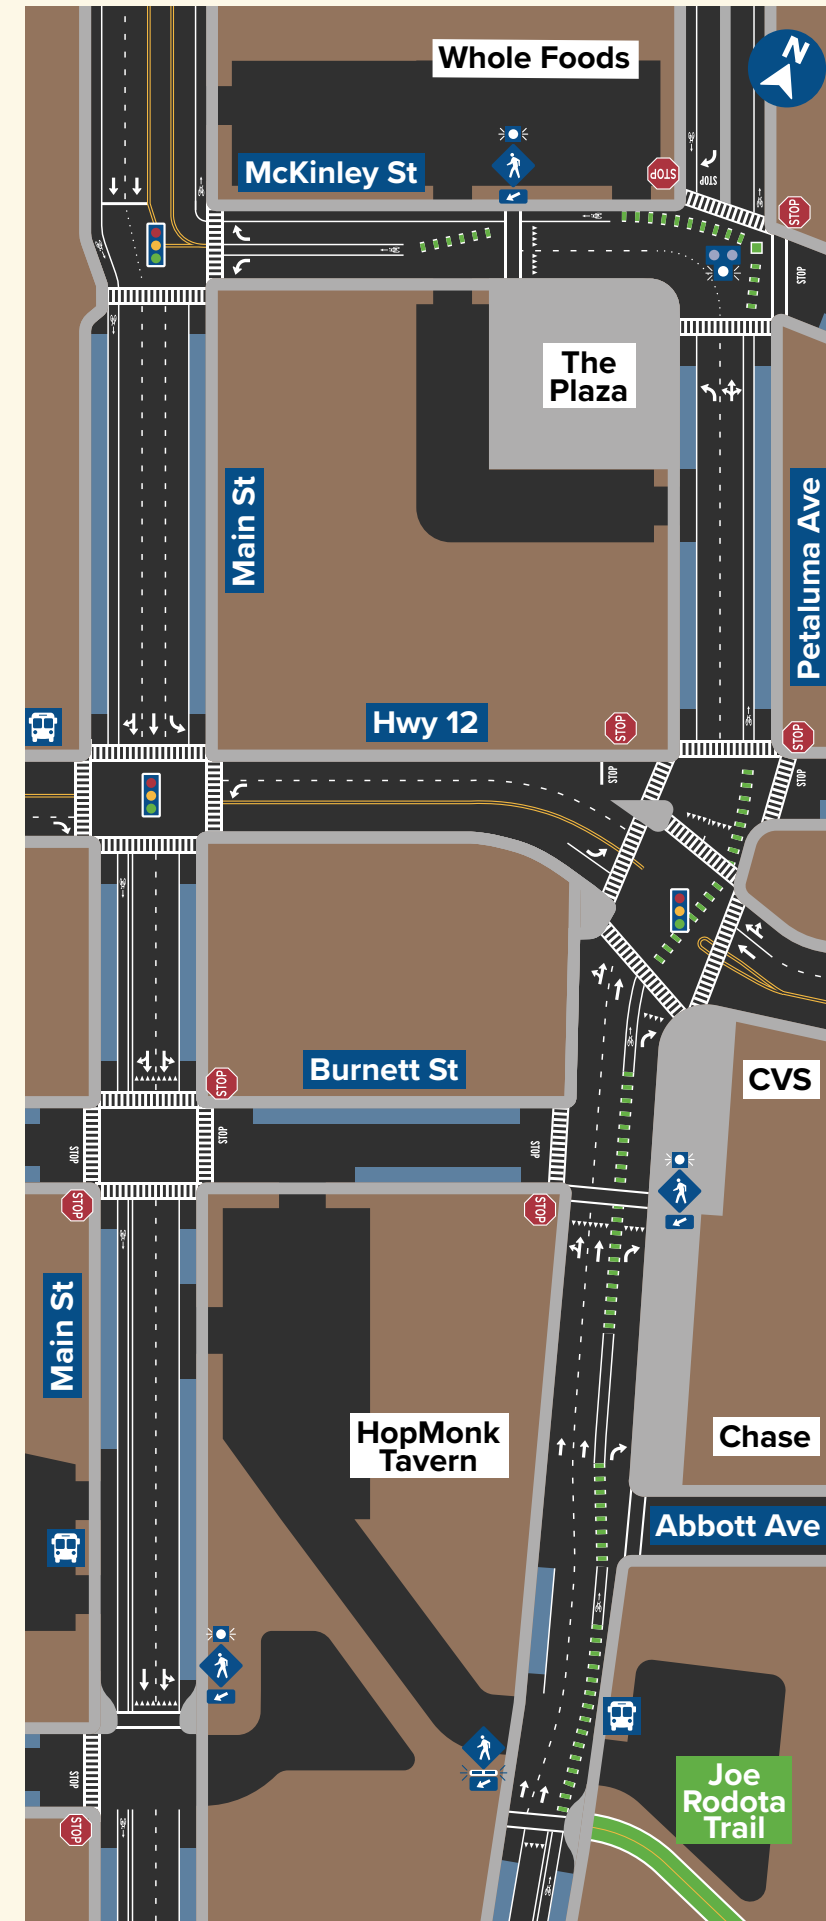 Whole Foods
N
McKinley St
STOP
STOP
STOP
STOP
The
Plaza
Main St
Petaluma Ave
Hwy 12
STOP
STOP
STOP
STOP
Burnett St
CVS
STOP
STOP
STOP
STOP
STOP
STOP
Main St
HopMonk
Tavern
Chase
Abbott Ave
Joe
Rodota
Trail
STOP
STOP